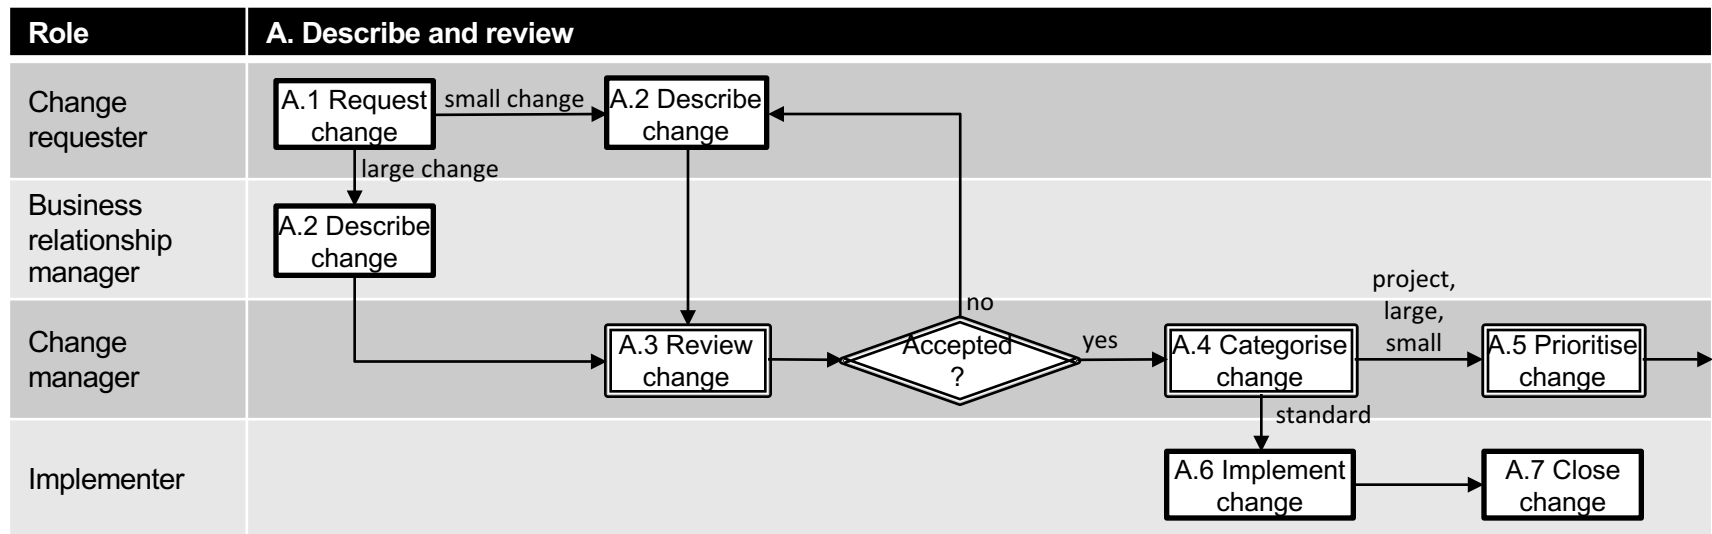 Role
A. Describe and review
Change
requester
A.1 Request
change
small change
A.2 Describe
change
large change
Business
relationship
manager
A.2 Describe
change
Change
manager
A.3 Review
change
Accepted
?
no
yes
A.4 Categorise
change
project,
large,
small
A.5 Prioritise
change
standard
Implementer
A.6 Implement
change
A.7 Close
change